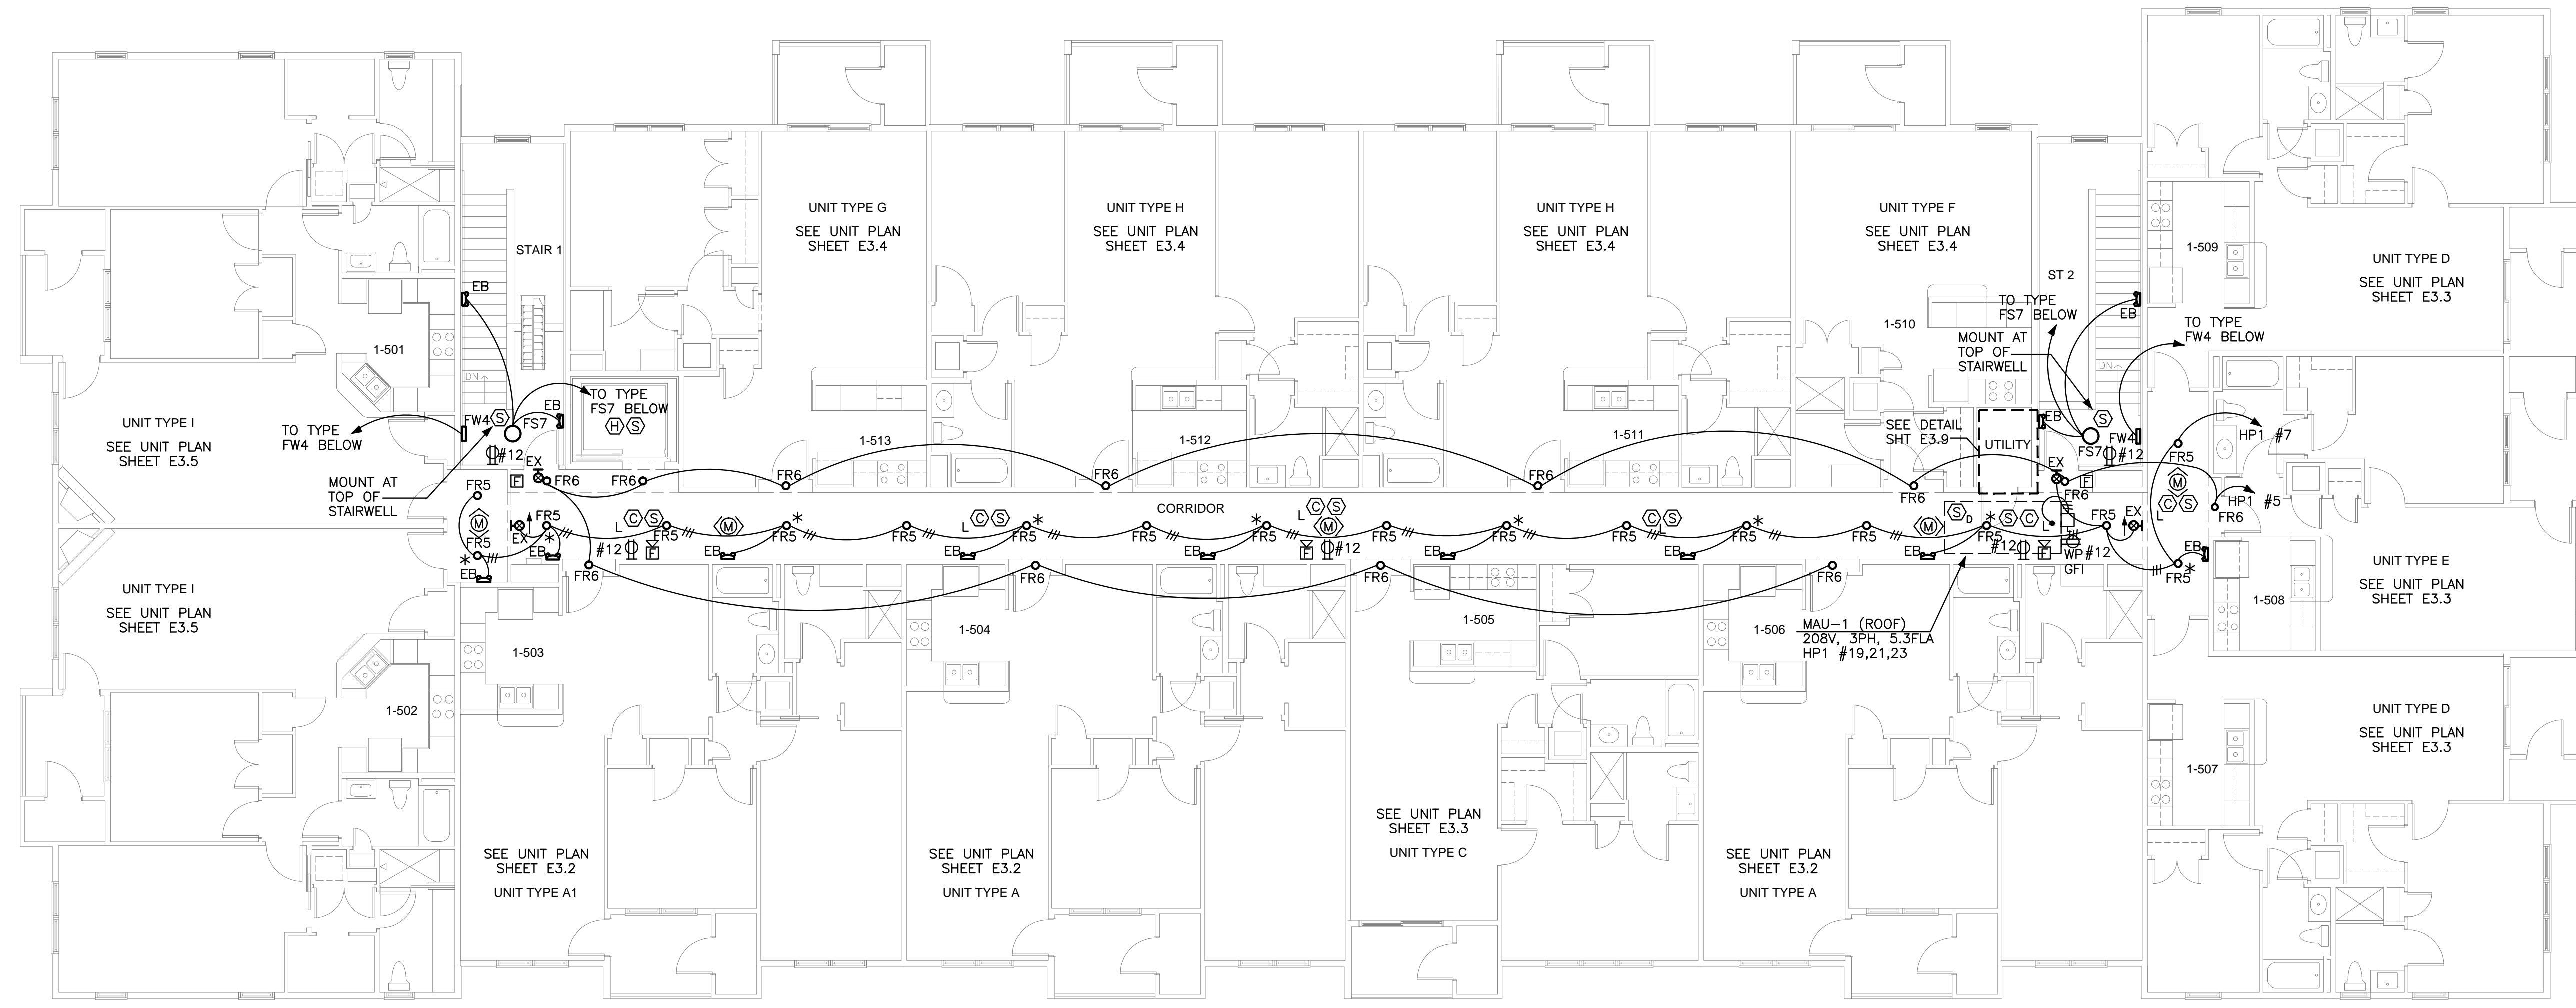 UNIT TYPE G
SEE UNIT PLAN
SHEET E3.4
UNIT TYPE H
SEE UNIT PLAN
SHEET E3.4
UNIT TYPE H
SEE UNIT PLAN
SHEET E3.4
UNIT TYPE F
SEE UNIT PLAN
SHEET E3.4
STAIR 1
1-509
UNIT TYPE D
SEE UNIT PLAN
SHEET E3.3
ST 2
EB
TO TYPE
FS7 BELOW
EB
1-510
MOUNT AT
TOP OF
STAIRWELL
TO TYPE
FW4 BELOW
1-501
DN
DN
UNIT TYPE I
SEE UNIT PLAN
SHEET E3.5
TO TYPE
FW4 BELOW
FW4
S
FS7
EB
TO TYPE
FS7 BELOW
H S
MOUNT AT
TOP OF
STAIRWELL
#12
EX
1-513
1-512
1-511
SEE DETAIL
SHT E3.9
UTILITY
EB
S
FS7
FW4
#12
EX
FR5
HP1 #7
F
FR6
FR6
FR6
FR6
FR6
FR6
FR6
F
M
C S
L
HP1 #5
FR6
FR5
M
FR5
*
EB
EX
FR5
*
EB
CORRIDOR
L
C S
FR5
M
*
FR5
FR5
L
C S
*
FR5
FR5
*
FR5
L
C S
M
FR5
*
FR5
FR5
C S
L
*
FR5
FR5
M
S D
*
FR5
S C
L
FR5
EX
#12
F
EB
EB
EB
F
#12
EB
EB
EB
#12
F
WP #12
GFI
FR5 *
EB
FR6
FR6
FR6
FR6
UNIT TYPE I
SEE UNIT PLAN
SHEET E3.5
1-503
1-504
1-505
1-506
MAU-1 (ROOF)
208V, 3PH, 5.3FLA
HP1 #19,21,23
1-508
UNIT TYPE E
SEE UNIT PLAN
SHEET E3.3
1-502
1-507
UNIT TYPE D
SEE UNIT PLAN
SHEET E3.3
SEE UNIT PLAN
SHEET E3.2
UNIT TYPE A1
SEE UNIT PLAN
SHEET E3.2
UNIT TYPE A
SEE UNIT PLAN
SHEET E3.3
UNIT TYPE C
SEE UNIT PLAN
SHEET E3.2
UNIT TYPE A